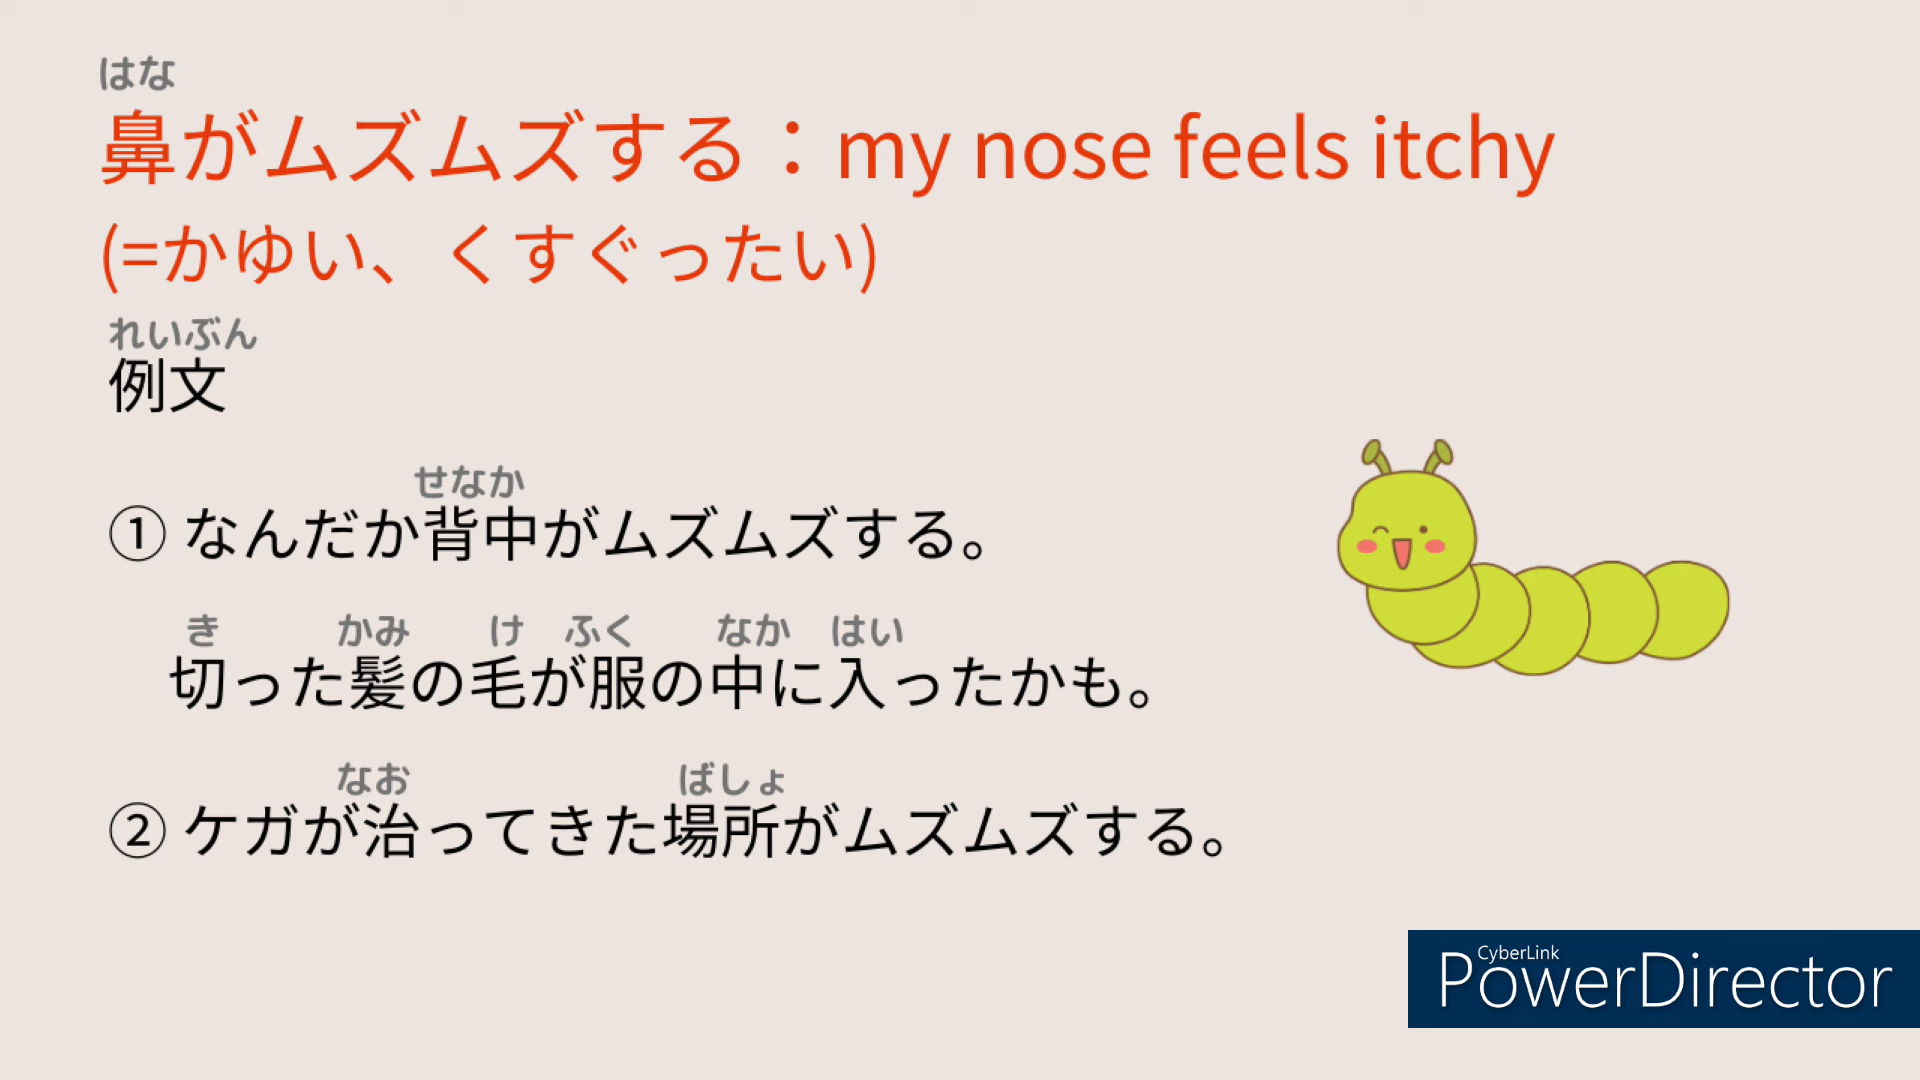 はな
鼻がムズムズする：my nose feels itchy
(=かゆい、くすぐったい)
れいぶん
例文
せなか
① なんだか背中がムズムズする。
き かみ け ふく なか はい
切った髪の毛が服の中に入ったかも。
なお ばしょ
② ケガが治ってきた場所がムズムズする。
CyberLink
PowerDirector